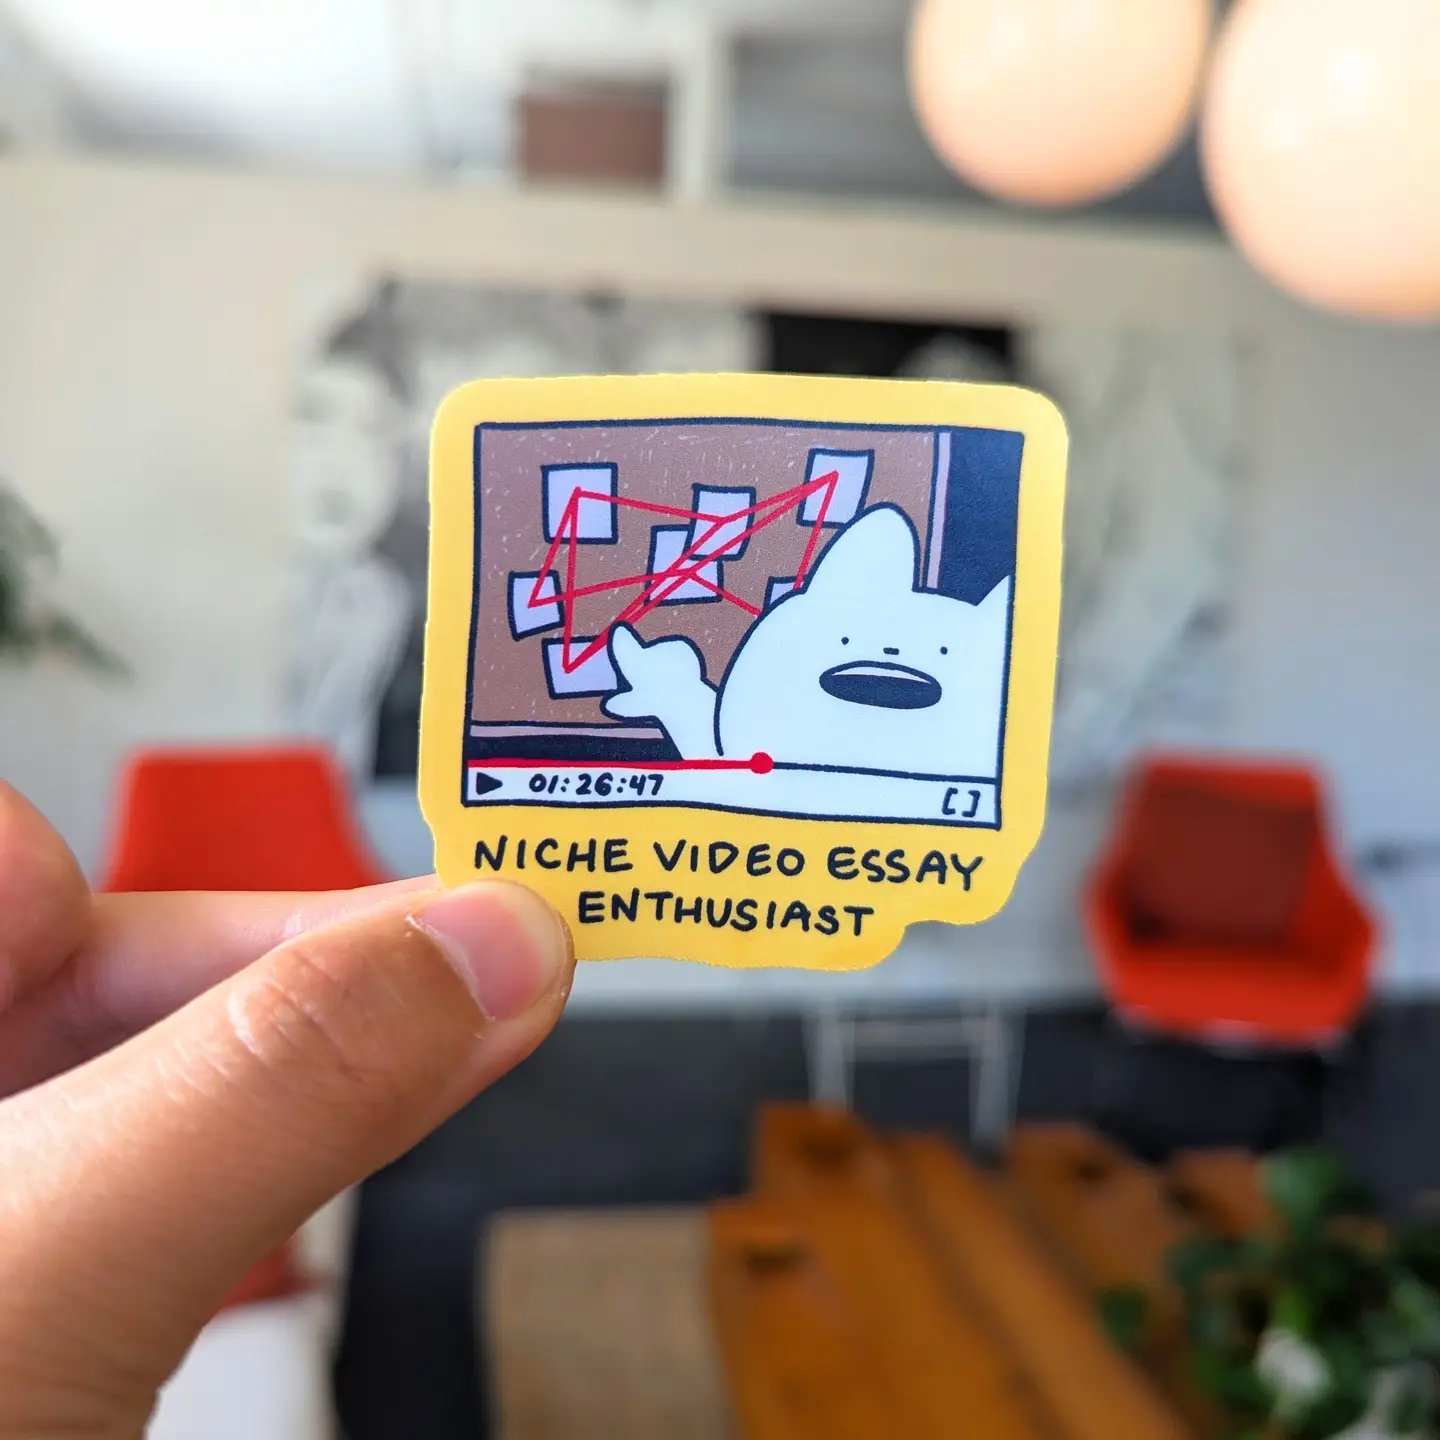 01:26:47 [ ]
NICHE VIDEO ESSAY
ENTHUSIAST